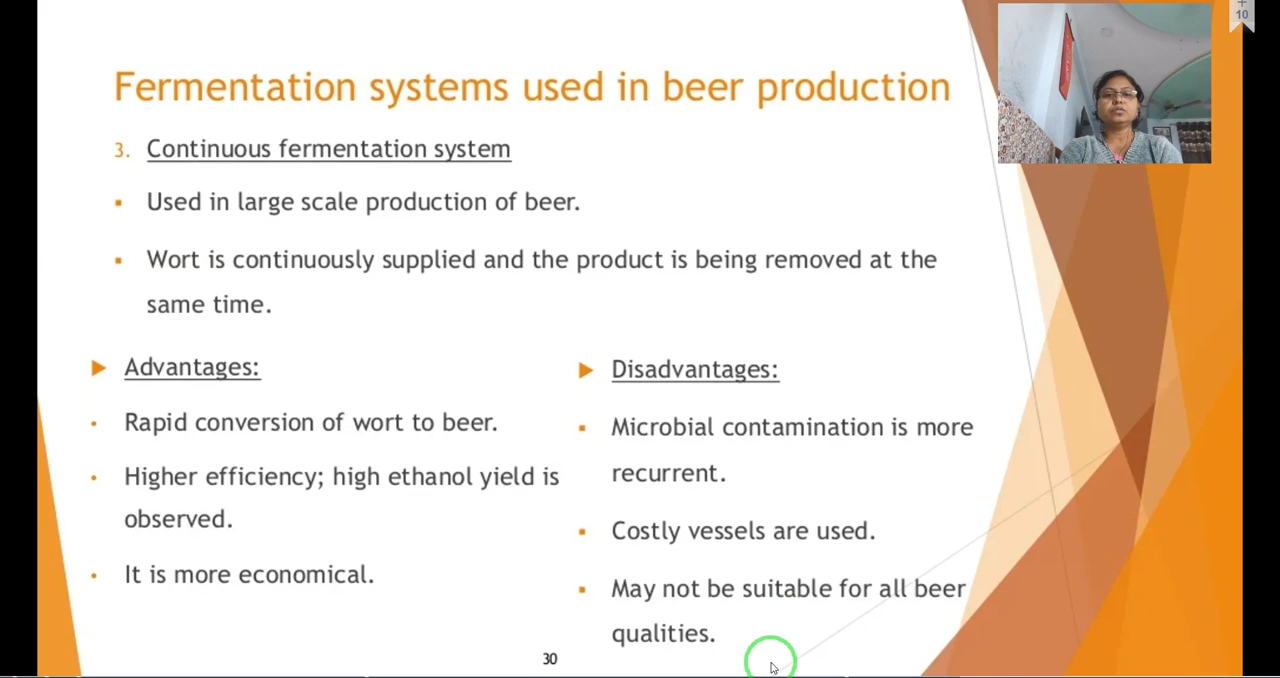 Fermentation systems used in beer production
3. Continuous fermentation system
Used in large scale production of beer.
Wort is continuously supplied and the product is being removed at the
same time.
Advantages:
Rapid conversion of wort to beer.
Higher efficiency; high ethanol yield is
observed.
It is more economical.
Disadvantages:
Microbial contamination is more
recurrent.
Costly vessels are used.
May not be suitable for all beer
qualities.
30
+
10